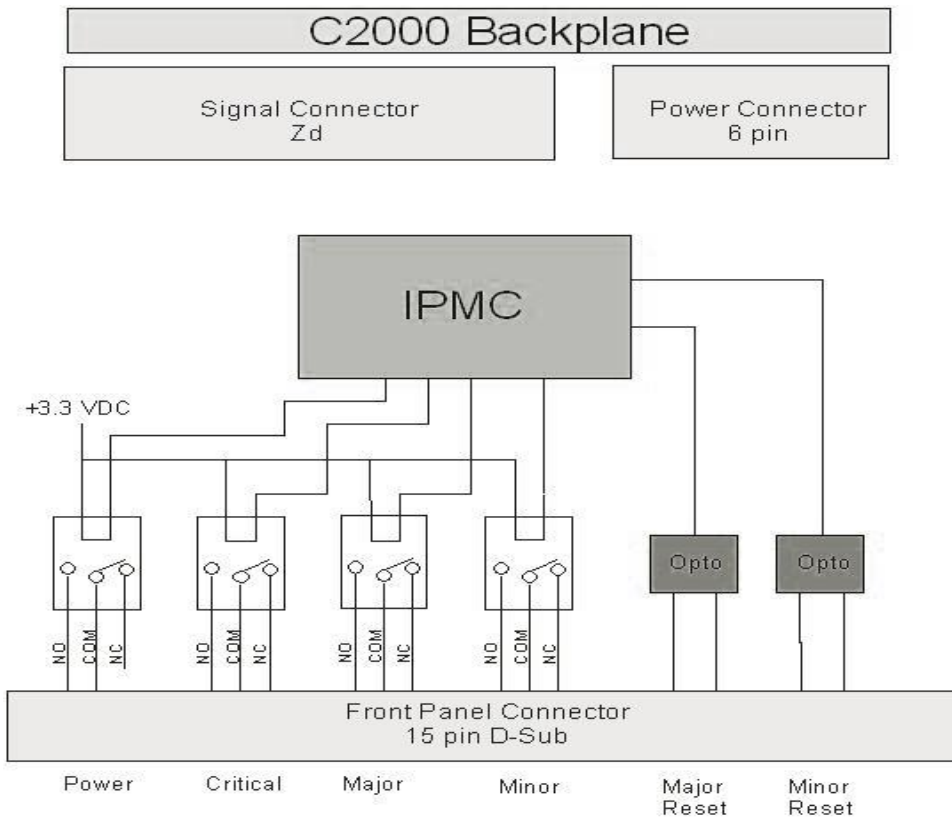 C2000 Backplane
Signal Connector
Zd
Power Connector
6 pin
IPMC
+3.3 VDC
Opto
Opto
NO
COM
NC
NO
COM
NC
NO
COM
NC
NO
COM
NC
Front Panel Connector
15 pin D-Sub
Power
Critical
Major
Minor
Major
Reset
Minor
Reset